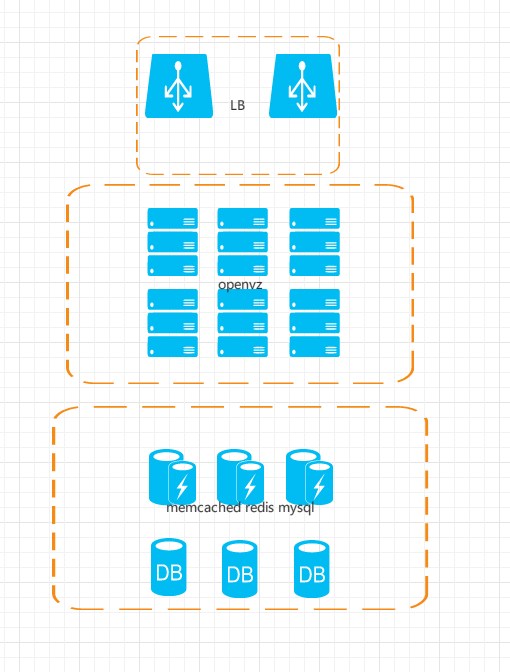 LB
openvz
memcached redis mysql
DB DB DB